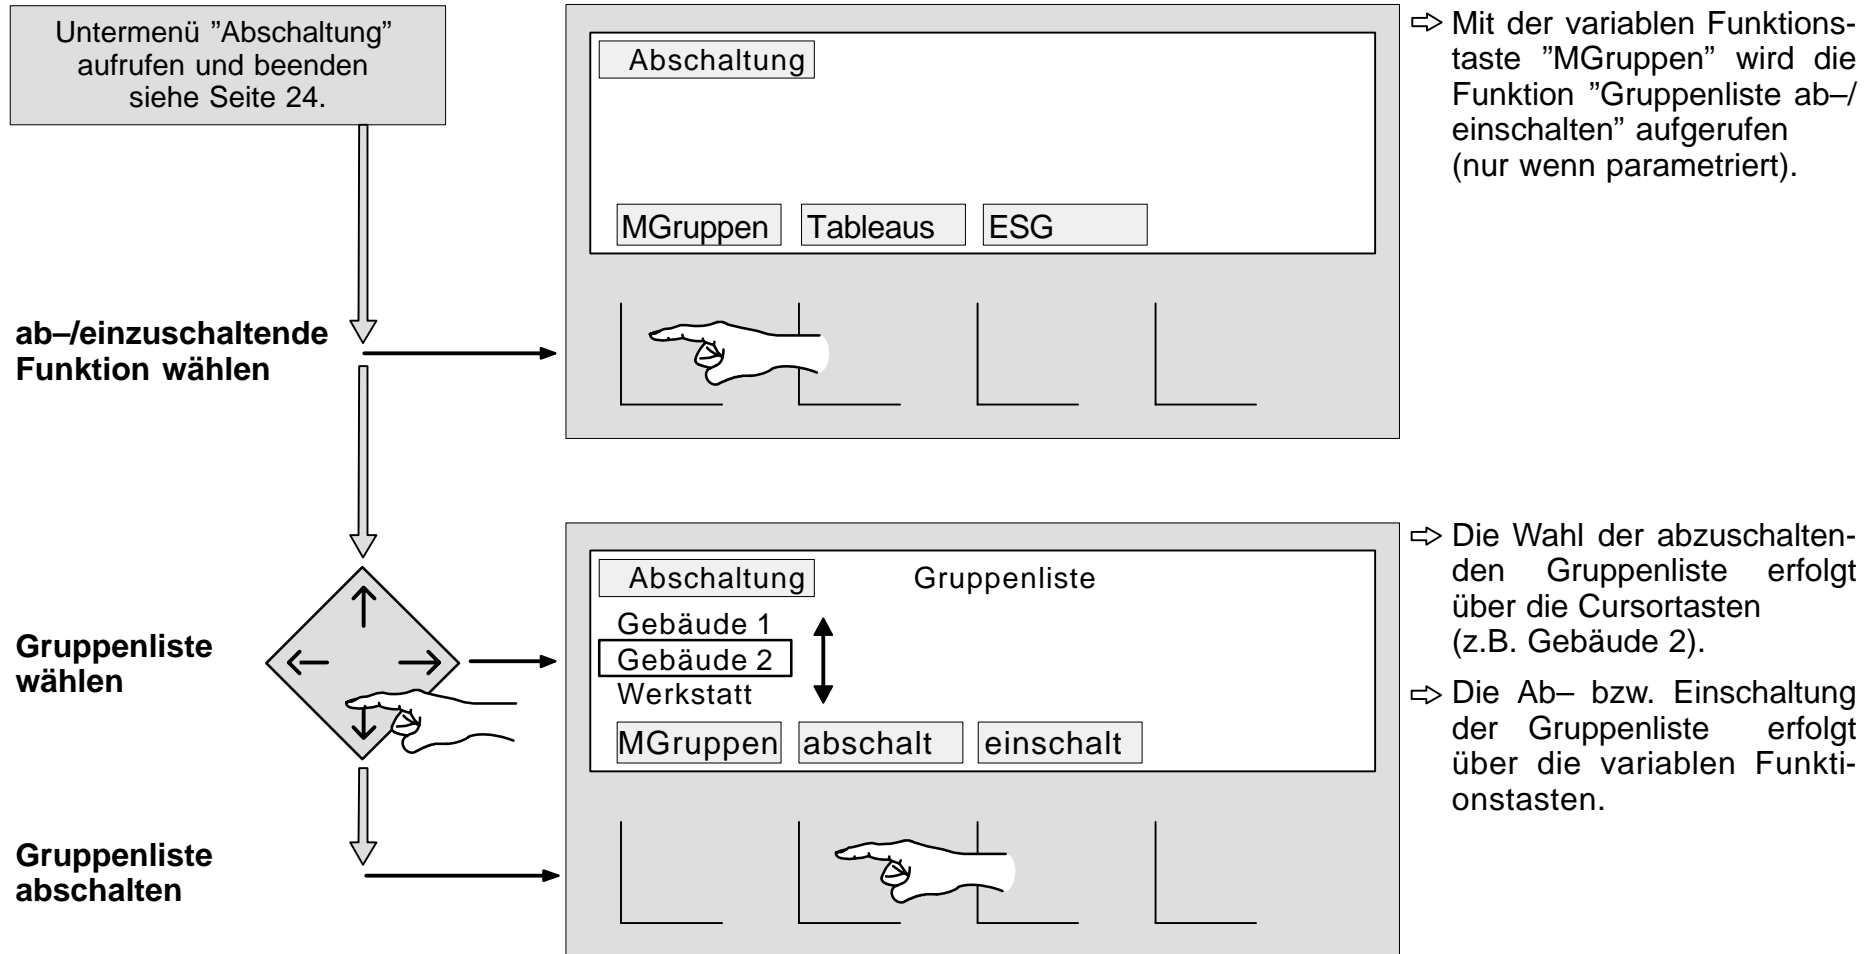 Untermenü ”Abschaltung”
aufrufen und beenden
siehe Seite 24.
Abschaltung
MGruppen Tableaus ESG
⇨ Mit der variablen Funktions-
taste ”MGruppen” wird die
Funktion ”Gruppenliste ab–/
einschalten” aufgerufen
(nur wenn parametriert).
ab–/einzuschaltende
Funktion wählen
Gruppenliste
wählen
Abschaltung Gruppenliste
Gebäude 1
Gebäude 2
Werkstatt
MGruppen abschalt einschalt
⇨ Die Wahl der abzuschalten-
den Gruppenliste erfolgt
über die Cursortasten
(z.B. Gebäude 2).
⇨ Die Ab– bzw. Einschaltung
der Gruppenliste erfolgt
über die variablen Funkti-
onstasten.
Gruppenliste
abschalten